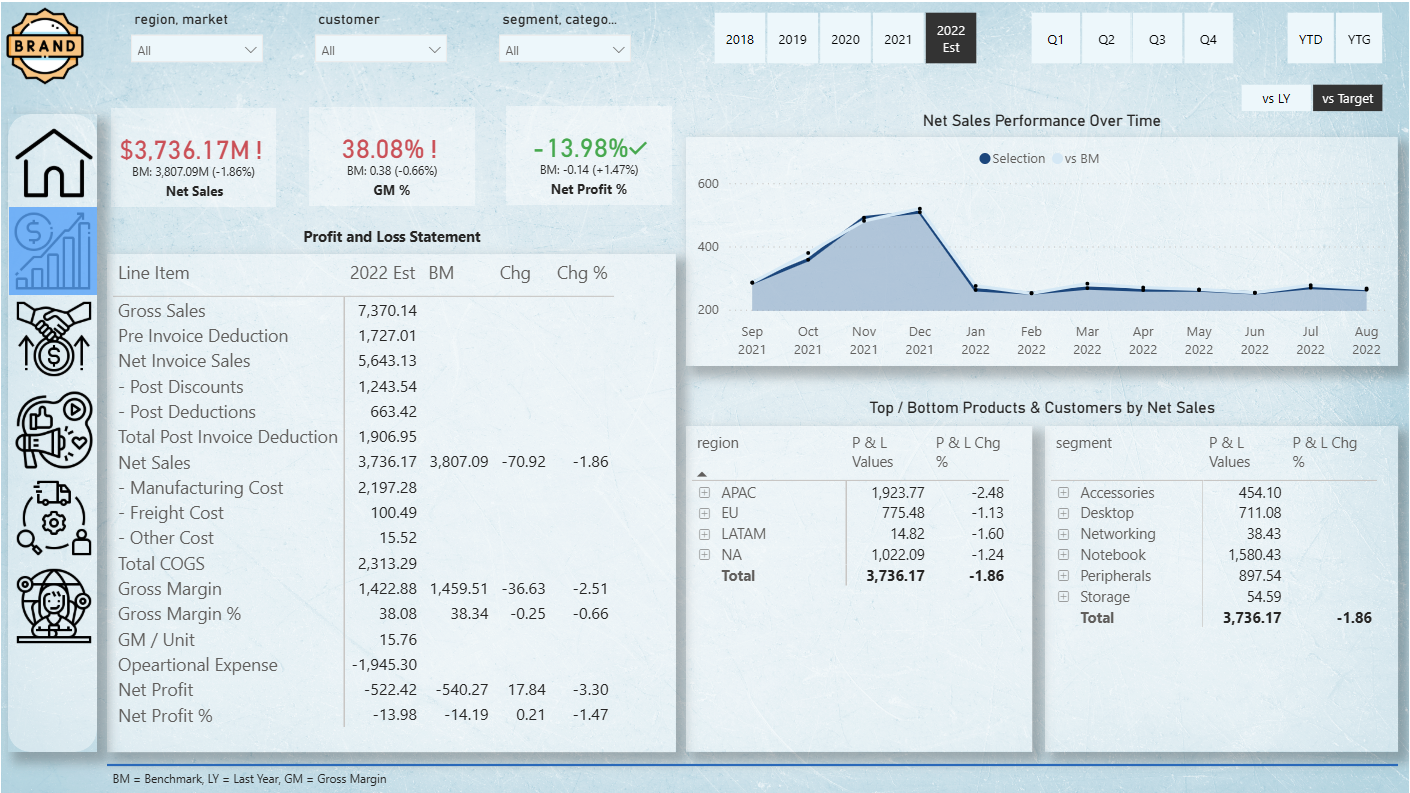 BRAND
region, market
customer
segment, catego...
All
All
All
2018
2019
2020
2021
2022
Est
Q1
Q2
Q3
Q4
YTD
YTG
vs LY
vs Target
$3,736.17M !
BM: 3,807.09M (-1.86%)
Net Sales
38.08% !
BM: 0.38 (-0.66%)
GM %
-13.98%✓
BM: -0.14 (+1.47%)
Net Profit %
Net Sales Performance Over Time
Selection vs BM
600
400
200
Sep Oct Nov Dec Jan Feb Mar Apr May Jun Jul Aug
2021 2021 2021 2021 2022 2022 2022 2022 2022 2022 2022 2022
Profit and Loss Statement
Line Item 2022 Est BM Chg Chg %
Gross Sales 7,370.14
Pre Invoice Deduction 1,727.01
Net Invoice Sales 5,643.13
- Post Discounts 1,243.54
- Post Deductions 663.42
Total Post Invoice Deduction 1,906.95
Net Sales 3,736.17 3,807.09 -70.92 -1.86
- Manufacturing Cost 2,197.28
- Freight Cost 100.49
- Other Cost 15.52
Total COGS 2,313.29
Gross Margin 1,422.88 1,459.51 -36.63 -2.51
Gross Margin % 38.08 38.34 -0.25 -0.66
GM / Unit 15.76
Opeartional Expense -1,945.30
Net Profit -522.42 -540.27 17.84 -3.30
Net Profit % -13.98 -14.19 0.21 -1.47
Top / Bottom Products & Customers by Net Sales
region P & L P & L Chg
Values %
APAC 1,923.77 -2.48
EU 775.48 -1.13
LATAM 14.82 -1.60
NA 1,022.09 -1.24
Total 3,736.17 -1.86
segment P & L P & L Chg
Values %
Accessories 454.10
Desktop 711.08
Networking 38.43
Notebook 1,580.43
Peripherals 897.54
Storage 54.59
Total 3,736.17 -1.86
BM = Benchmark, LY = Last Year, GM = Gross Margin